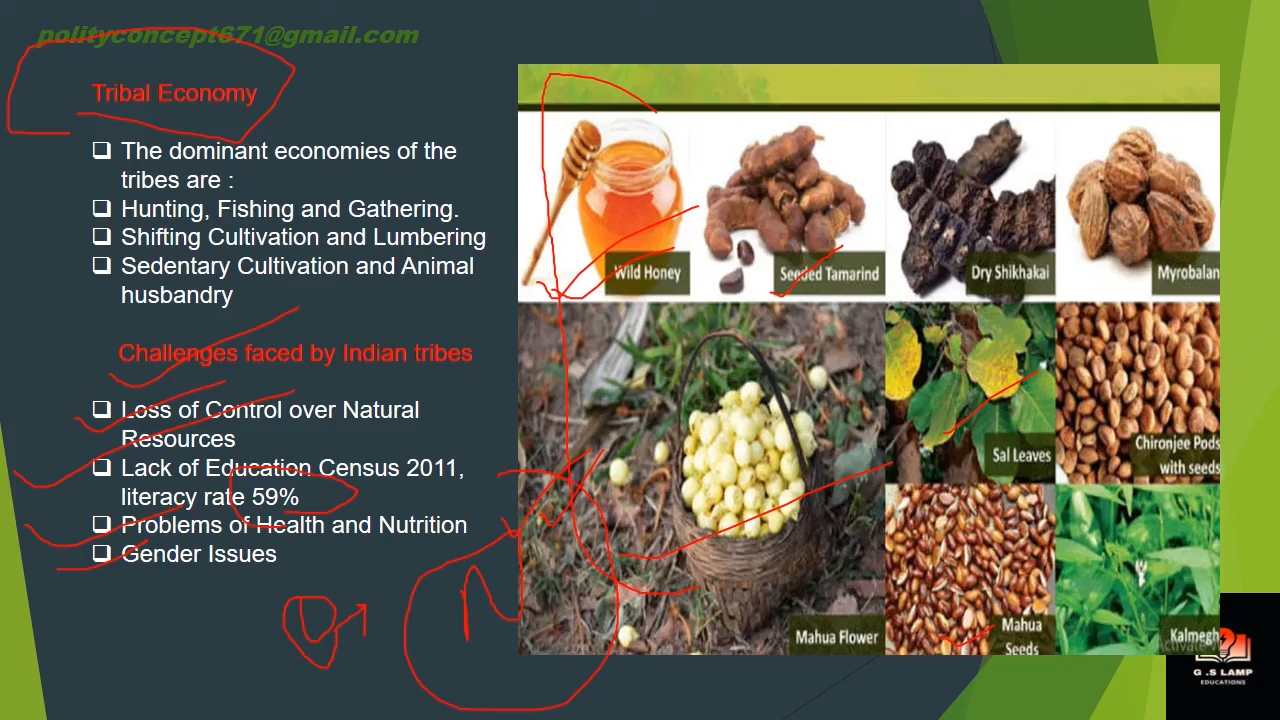 polityconcept671@gmail.com
Tribal Economy
❑ The dominant economies of the
tribes are :
❑ Hunting, Fishing and Gathering.
❑ Shifting Cultivation and Lumbering
❑ Sedentary Cultivation and Animal
husbandry
Challenges faced by Indian tribes
❑ Loss of Control over Natural
Resources
❑ Lack of Education Census 2011,
literacy rate 59%
❑ Problems of Health and Nutrition
❑ Gender Issues
Wild Honey
Seeded Tamarind
Dry Shikhakai
Myrobalan
Mahua Flower
Sal Leaves
Chironjee Pods
with seeds
Mahua
Seeds
Kalmegh
G .S LAMP
EDUCATIONS